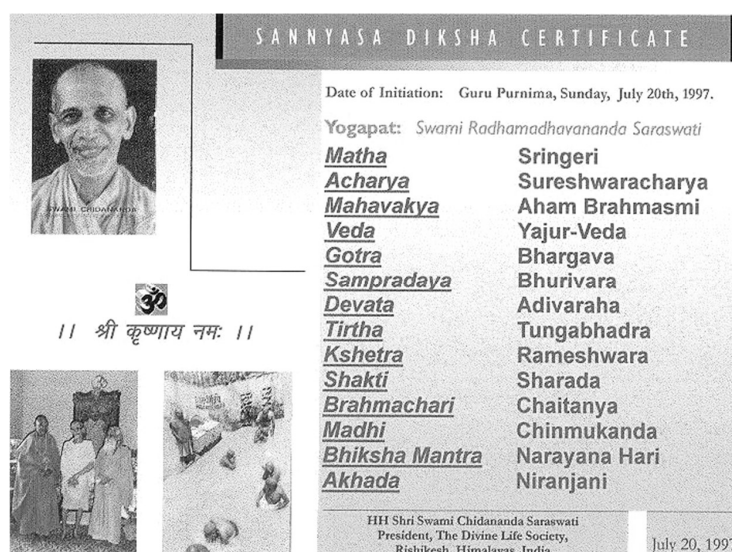 SANNYASA DIKSHA CERTIFICATE
Date of Initiation: Guru Purnima, Sunday, July 20th, 1997.
Yogapat: Swami Radhamadhavananda Saraswati
SWAMI CHIDANANDA
Matha Sringeri
Acharya Sureshwaracharya
Mahavakya Aham Brahmasmi
Veda Yajur-Veda
Gotra Bhargava
Sampradaya Bhurivara
Devata Adivaraha
Tirtha Tungabhadra
Kshetra Rameshwara
Shakti Sharada
Brahmachari Chaitanya
Madhi Chinmukanda
Bhiksha Mantra Narayana Hari
Akhada Niranjani
ॐ
।। श्री कृष्णाय नमः ।।
HH Shri Swami Chidananda Saraswati
President, The Divine Life Society,
Rishikesh, Himalayas, India
July 20, 1997